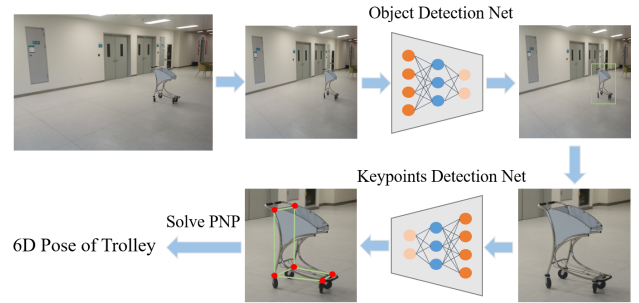 Object Detection Net
Keypoints Detection Net
Solve PNP
6D Pose of Trolley